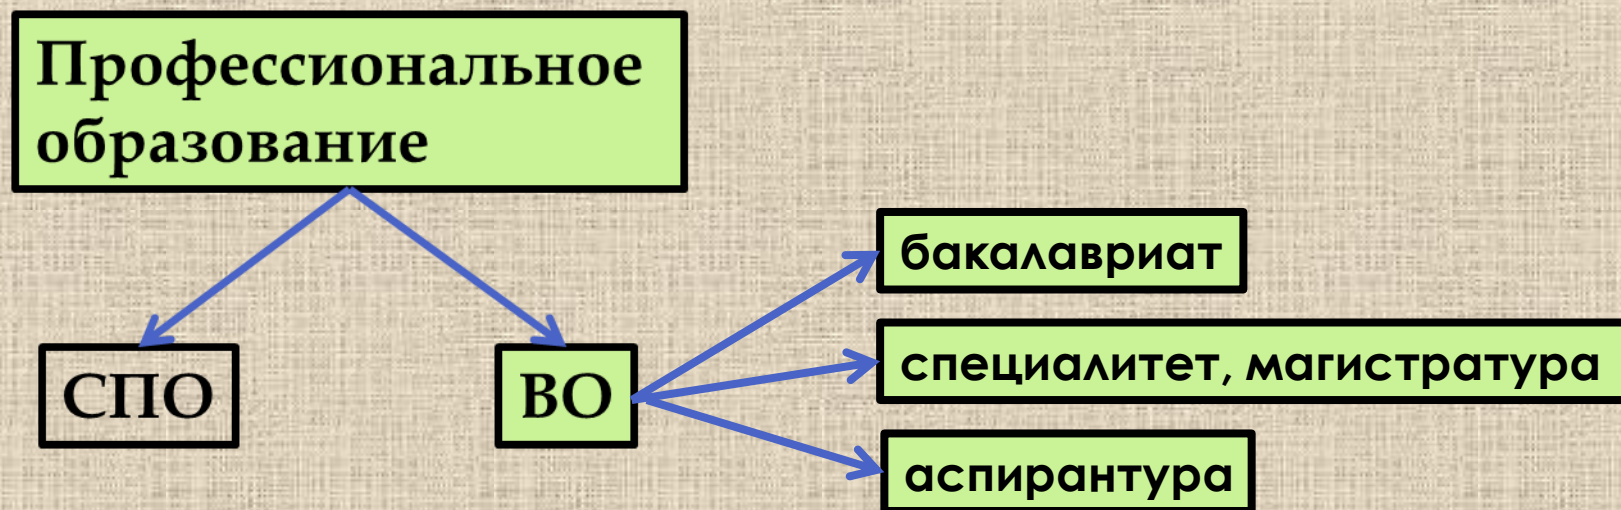 Профессиональное
образование
СПО
ВО
бакалавриат
специалитет, магистратура
аспирантура